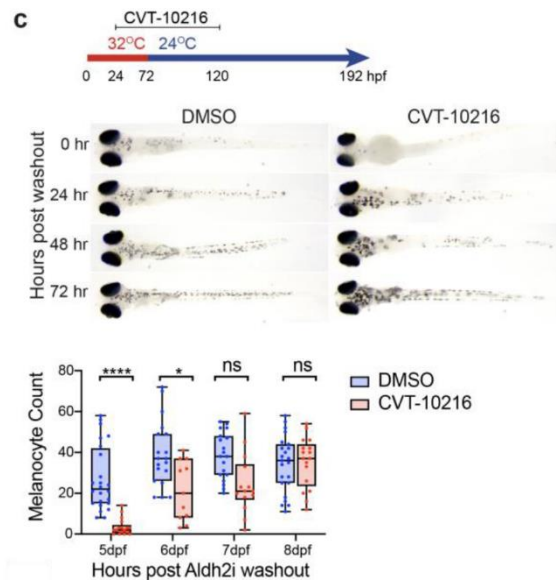 c
CVT-10216
32°C 24°C
0 24 72 120 192 hpf
DMSO CVT-10216
Hours post washout
0 hr
24 hr
48 hr
72 hr
Melanocyte Count
80
60
40
20
0
**** * ns ns
DMSO
CVT-10216
5dpf 6dpf 7dpf 8dpf
Hours post Aldh2i washout